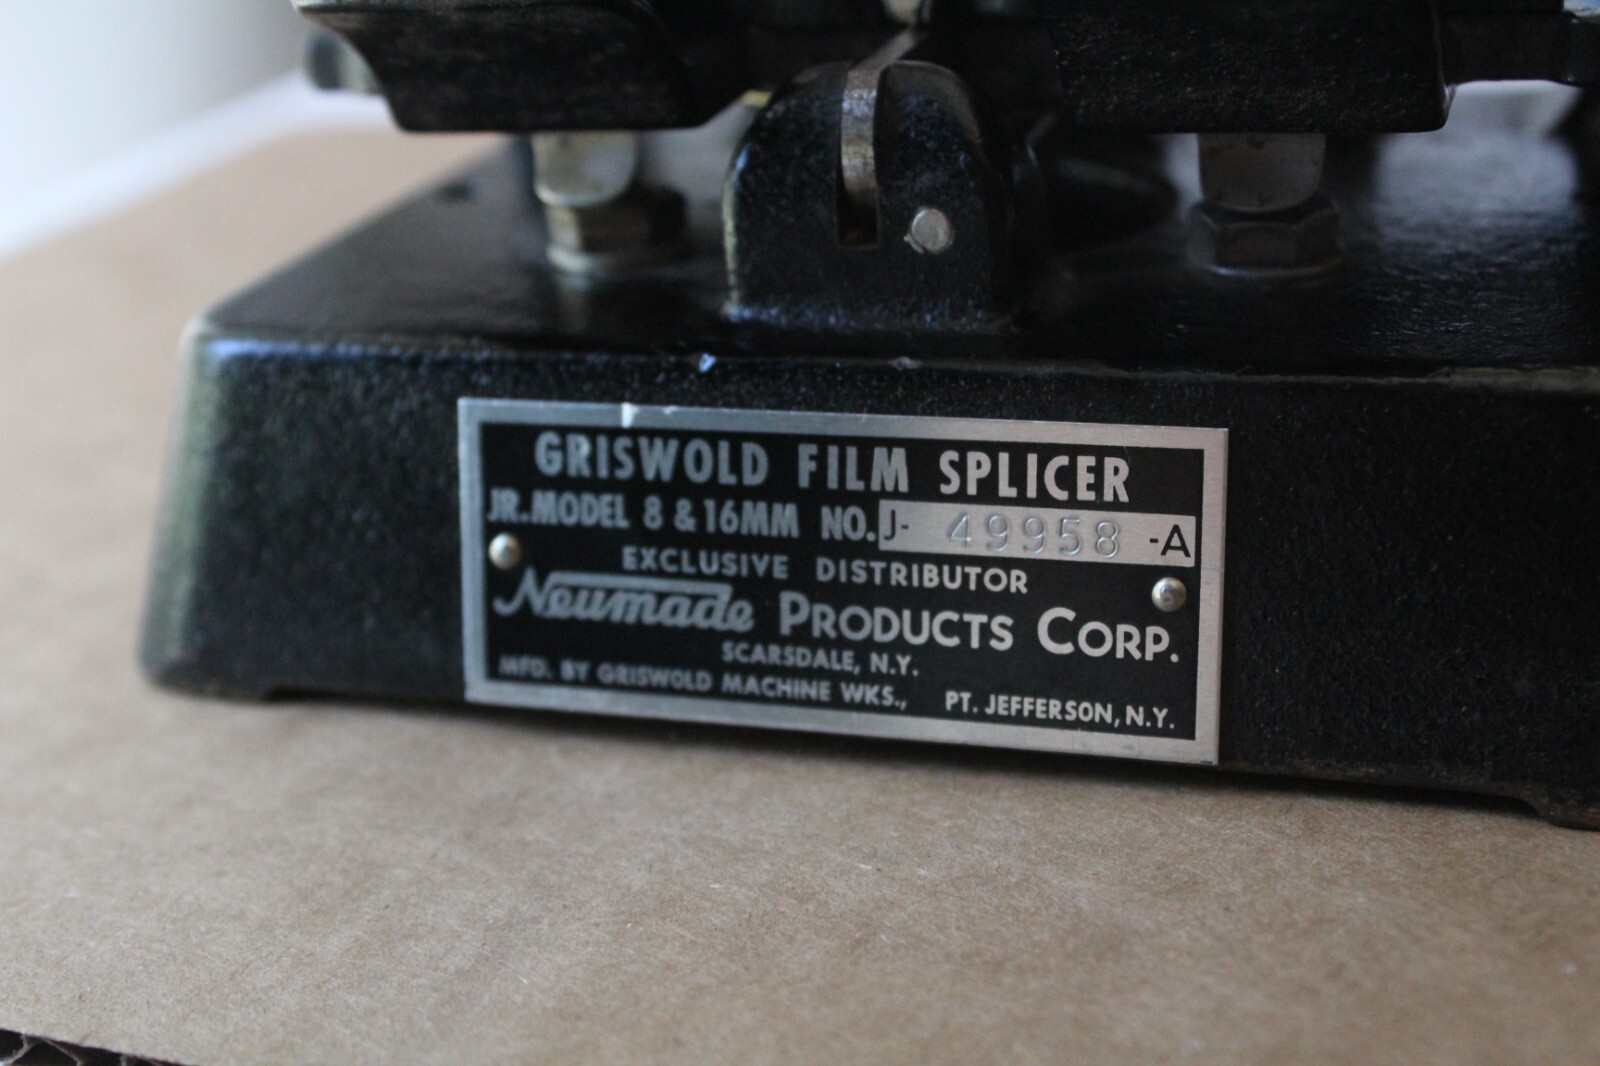 GRISWOLD FILM SPLICER
JR. MODEL 8 & 16MM NO. J- 49958 -A
EXCLUSIVE DISTRIBUTOR
Neumade PRODUCTS CORP.
SCARSDALE, N.Y.
MFD. BY GRISWOLD MACHINE WKS., PT. JEFFERSON, N.Y.